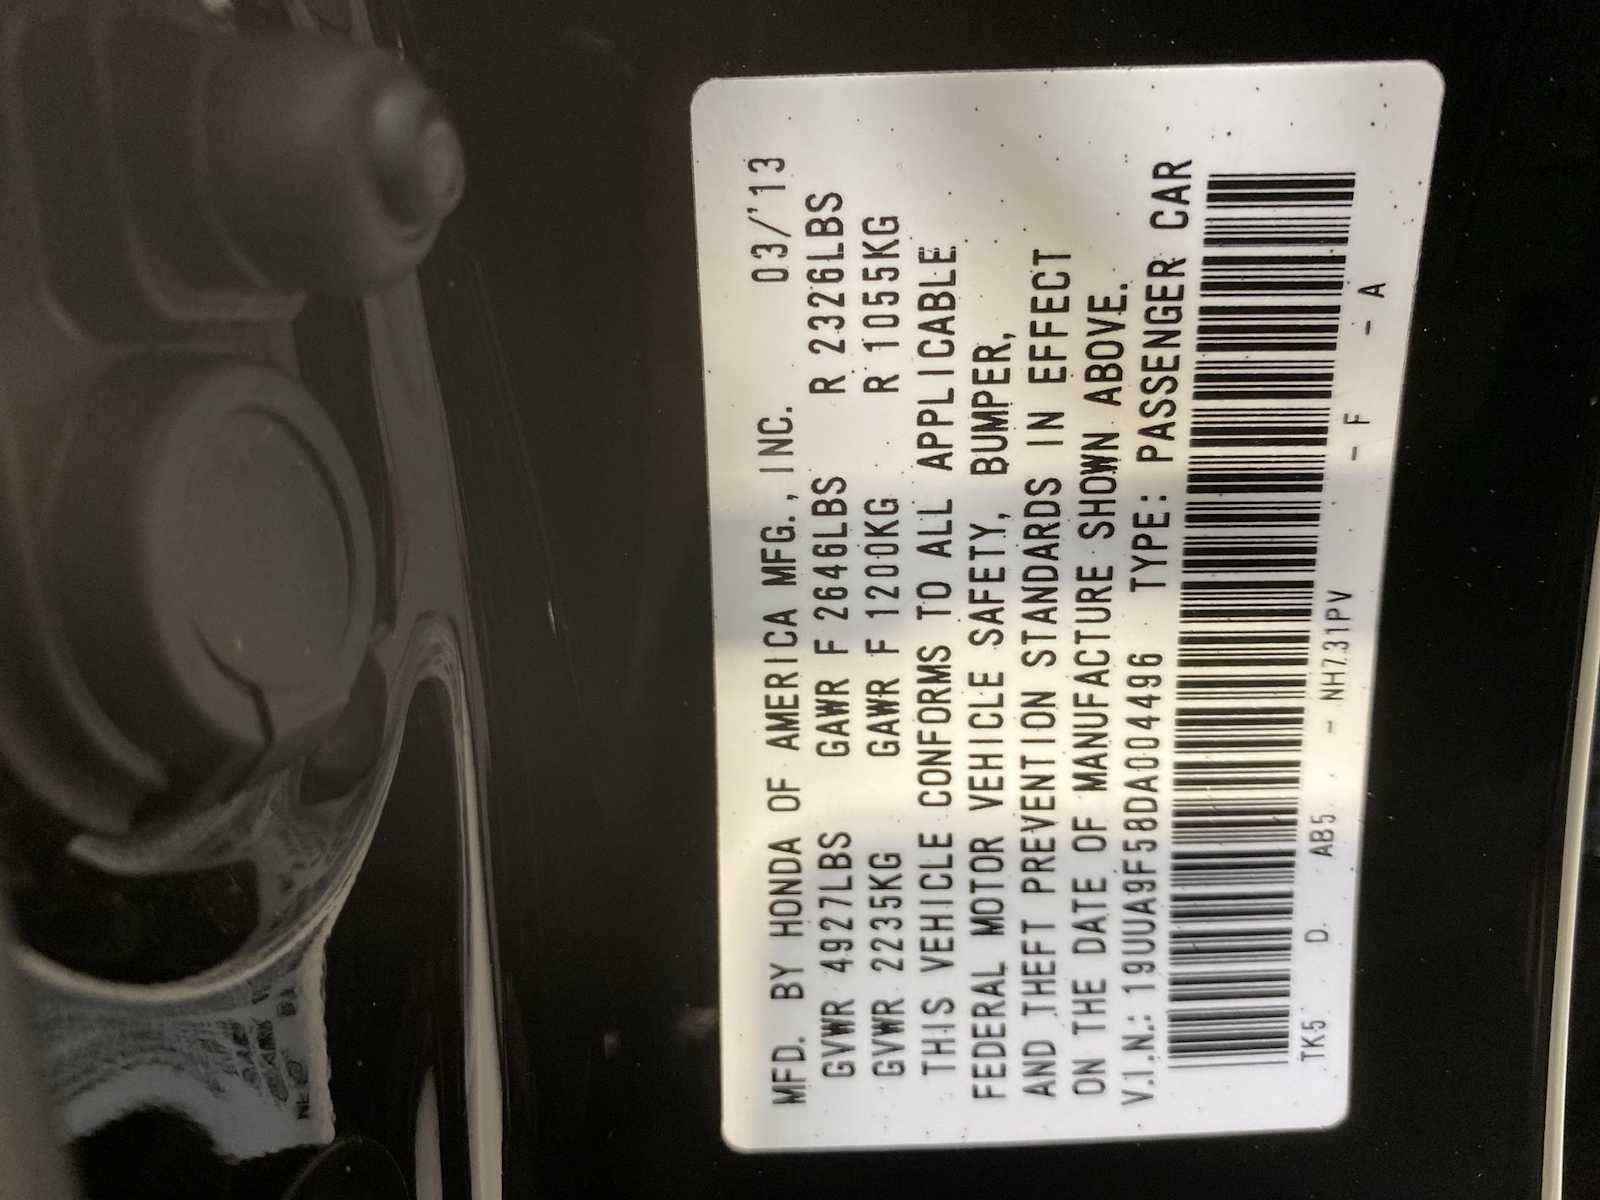 MFD. BY HONDA OF AMERICA MFG., INC. 03/'13
GVWR 4927LBS GAWR F 2646LBS R 2326LBS
GVWR 2235KG GAWR F 1200KG R 1055KG
THIS VEHICLE CONFORMS TO ALL APPLICABLE
FEDERAL MOTOR VEHICLE SAFETY, BUMPER,
AND THEFT PREVENTION STANDARDS IN EFFECT
ON THE DATE OF MANUFACTURE SHOWN ABOVE.
V.I.N.: 19UUA9F58DA004496 TYPE: PASSENGER CAR
TK5 D AB5 - NH731PV - F - A